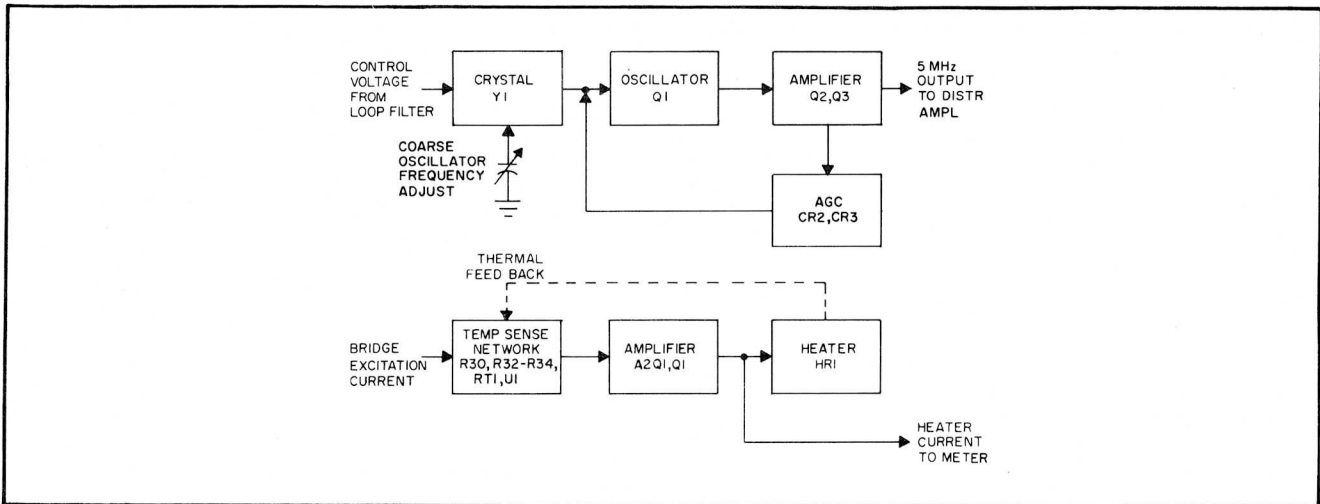 CONTROL
VOLTAGE
FROM
LOOP FILTER
CRYSTAL
Y1
OSCILLATOR
Q1
AMPLIFIER
Q2,Q3
5 MHz
OUTPUT
TO DISTR
AMPL
COARSE
OSCILLATOR
FREQUENCY
ADJUST
AGC
CR2,CR3
THERMAL
FEED BACK
BRIDGE
EXCITATION
CURRENT
TEMP SENSE
NETWORK
R30,R32-R34,
RT1,U1
AMPLIFIER
A2Q1,Q1
HEATER
HR1
HEATER
CURRENT
TO METER